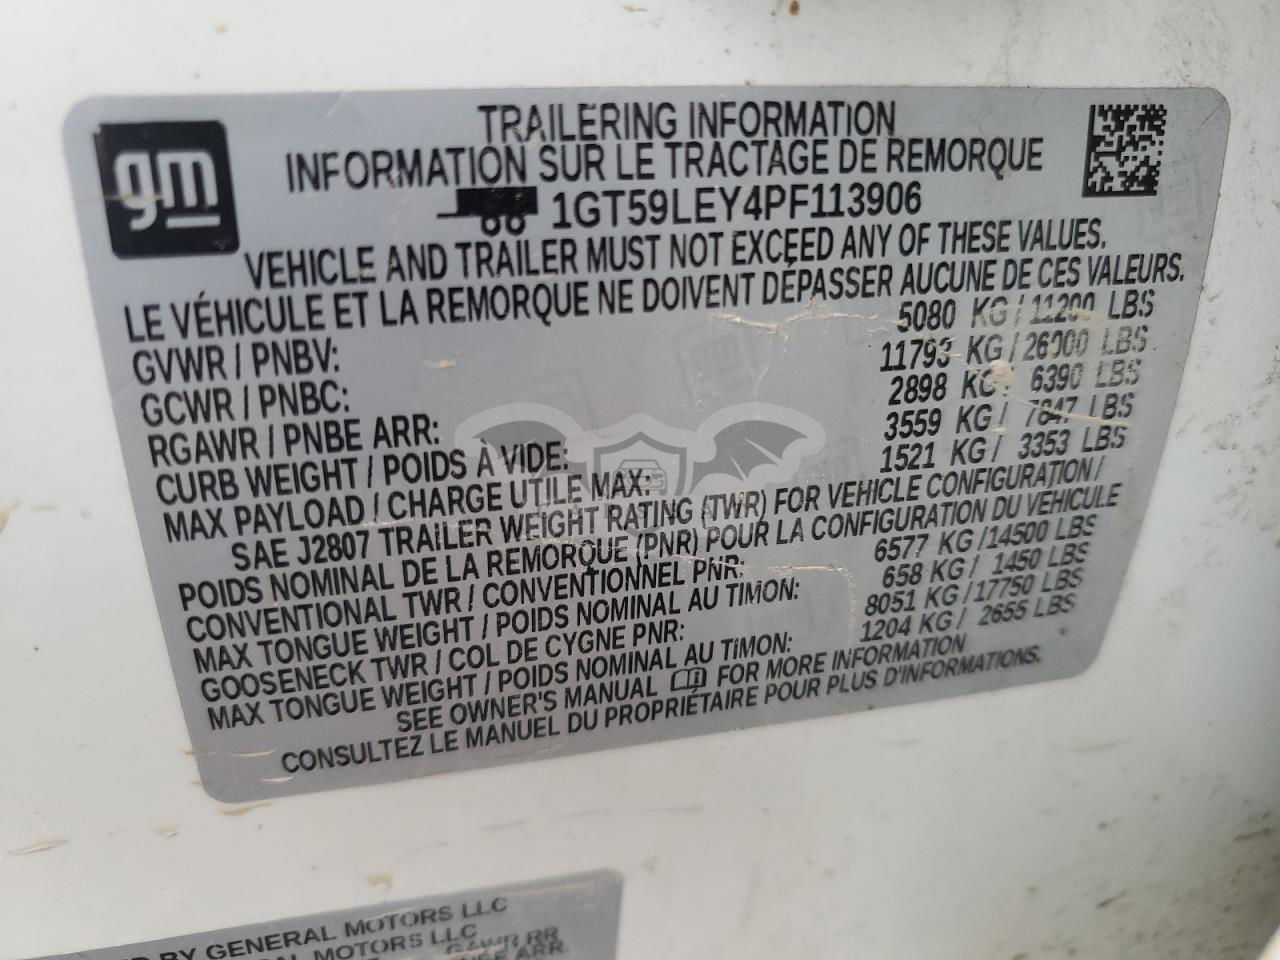 gm
TRAILERING INFORMATION
INFORMATION SUR LE TRACTAGE DE REMORQUE
1GT59LEY4PF113906
VEHICLE AND TRAILER MUST NOT EXCEED ANY OF THESE VALUES.
LE VÉHICULE ET LA REMORQUE NE DOIVENT DÉPASSER AUCUNE DE CES VALEURS.
GVWR / PNBV: 5080 KG / 11200 LBS
GCWR / PNBC: 11793 KG / 26000 LBS
RGAWR / PNBE ARR: 2898 KG / 6390 LBS
CURB WEIGHT / POIDS À VIDE: 3559 KG / 7847 LBS
MAX PAYLOAD / CHARGE UTILE MAX: 1521 KG / 3353 LBS
SAE J2807 TRAILER WEIGHT RATING (TWR) FOR VEHICLE CONFIGURATION /
POIDS NOMINAL DE LA REMORQUE (PNR) POUR LA CONFIGURATION DU VÉHICULE
CONVENTIONAL TWR / CONVENTIONNEL PNR: 6577 KG / 14500 LBS
MAX TONGUE WEIGHT / POIDS NOMINAL AU TIMON: 658 KG / 1450 LBS
GOOSENECK TWR / COL DE CYGNE PNR: 8051 KG / 17750 LBS
MAX TONGUE WEIGHT / POIDS NOMINAL AU TIMON: 1204 KG / 2655 LBS
SEE OWNER'S MANUAL FOR MORE INFORMATION
CONSULTEZ LE MANUEL DU PROPRIÉTAIRE POUR PLUS D'INFORMATIONS.
BY GENERAL MOTORS LLC
MOTORS LLC
GAWR RR
ARR.